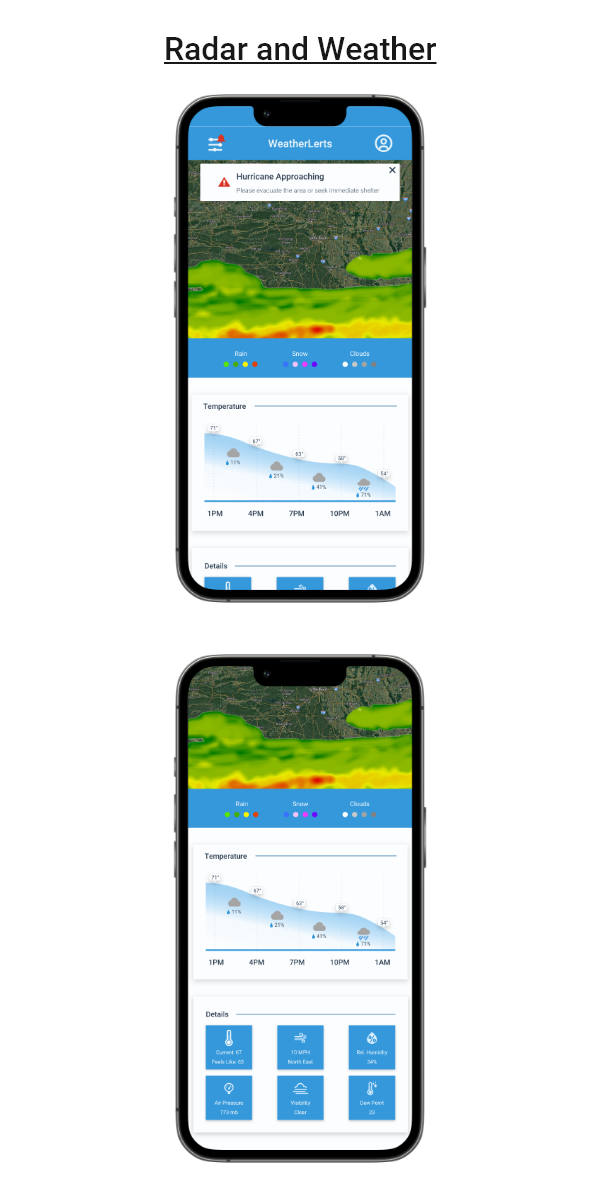 Radar and Weather
WeatherLerts
Hurricane Approaching
Please evacuate the area or seek immediate shelter
Rain Snow Clouds
Temperature
71° 67° 63° 58° 54°
11% 21% 41% 71%
1PM 4PM 7PM 10PM 1AM
Details
Rain Snow Clouds
Temperature
71° 67° 63° 58° 54°
11% 21% 41% 71%
1PM 4PM 7PM 10PM 1AM
Details
Current: 67 10 MPH Rel. Humidity
Feels Like: 63 North East 34%
Air Pressure Visibility Dew Point
773 mb Clear 33